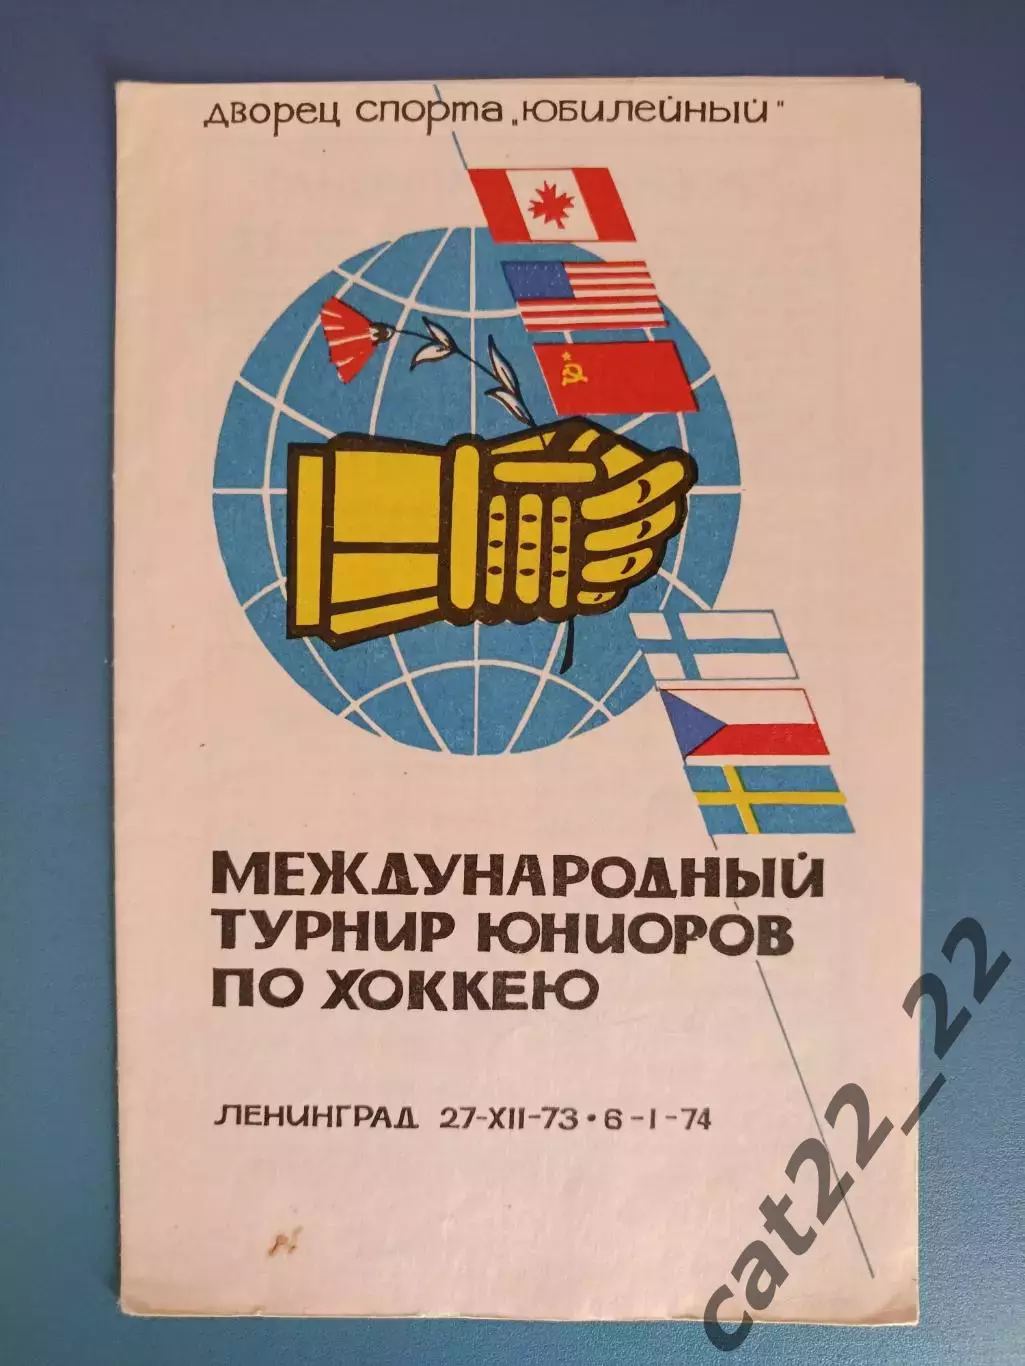 ДВОРЕЦ СПОРТА „ЮБИЛЕЙНЫЙ"
МЕЖДУНАРОДНЫЙ
ТУРНИР ЮНИОРОВ
ПО ХОККЕЮ
ЛЕНИНГРАД 27-XII-73 • 6-I-74
cat22_22